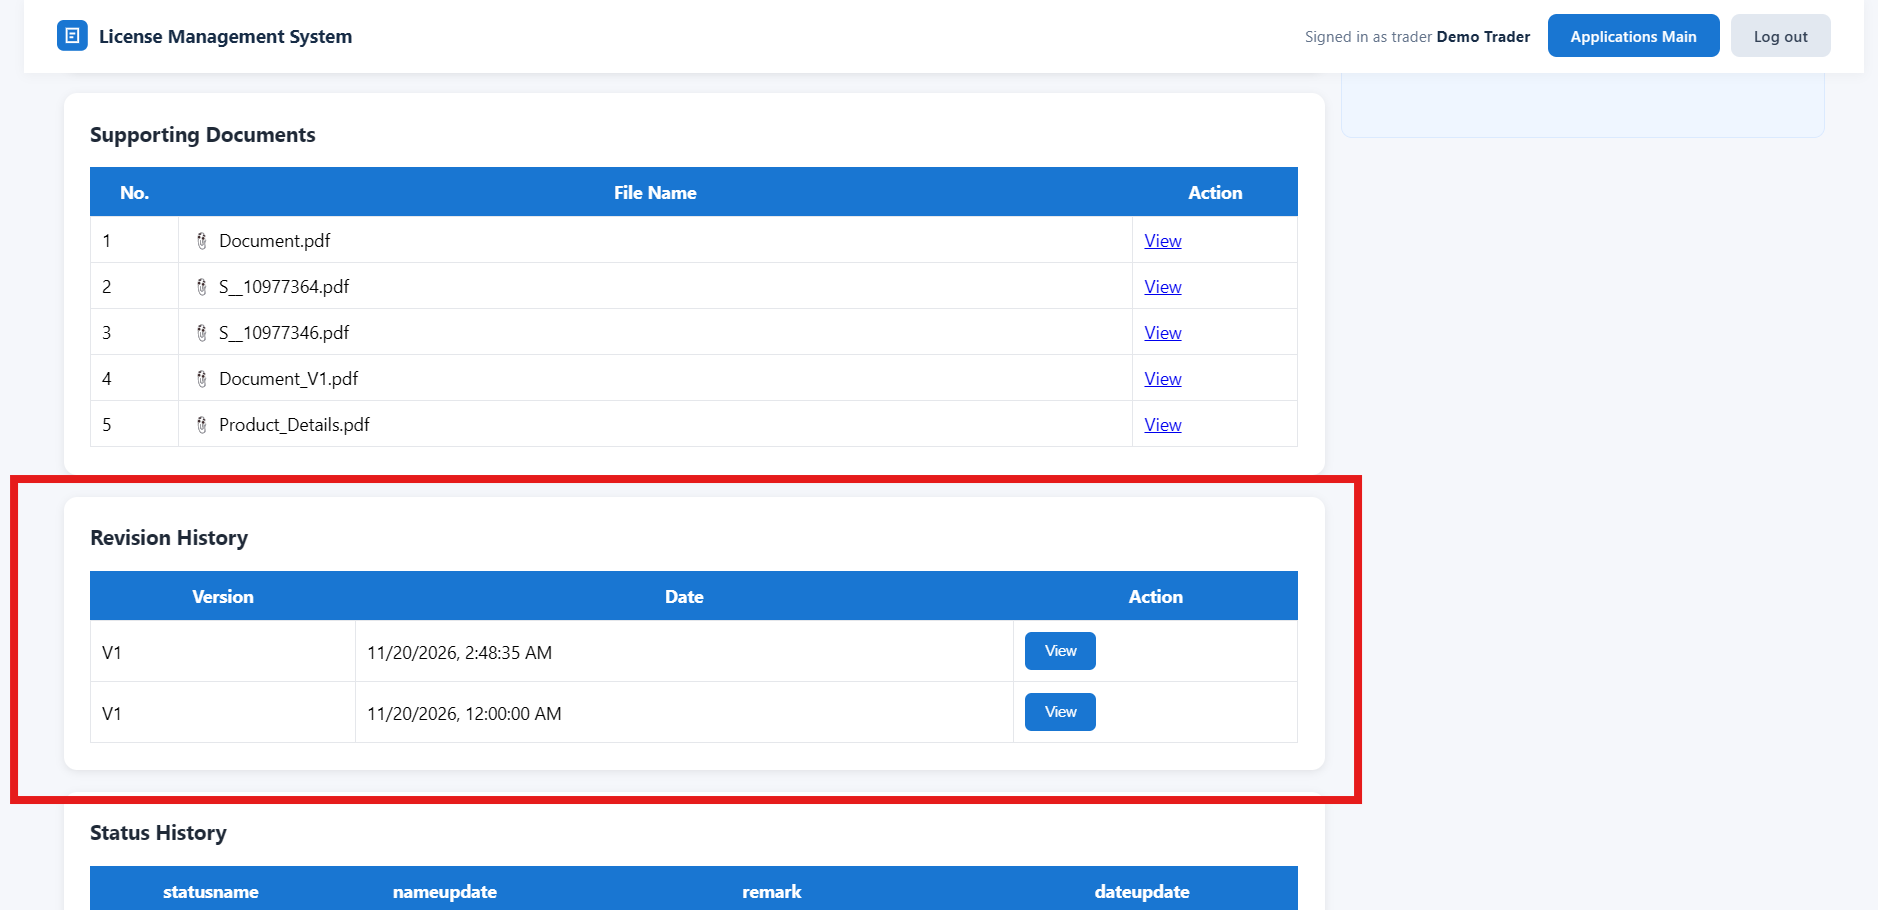 License Management System
Signed in as trader Demo Trader
Applications Main
Log out
Supporting Documents
No. File Name Action
1 Document.pdf View
2 S__10977364.pdf View
3 S__10977346.pdf View
4 Document_V1.pdf View
5 Product_Details.pdf View
Revision History
Version Date Action
V1 11/20/2026, 2:48:35 AM View
V1 11/20/2026, 12:00:00 AM View
Status History
statusname nameupdate remark dateupdate